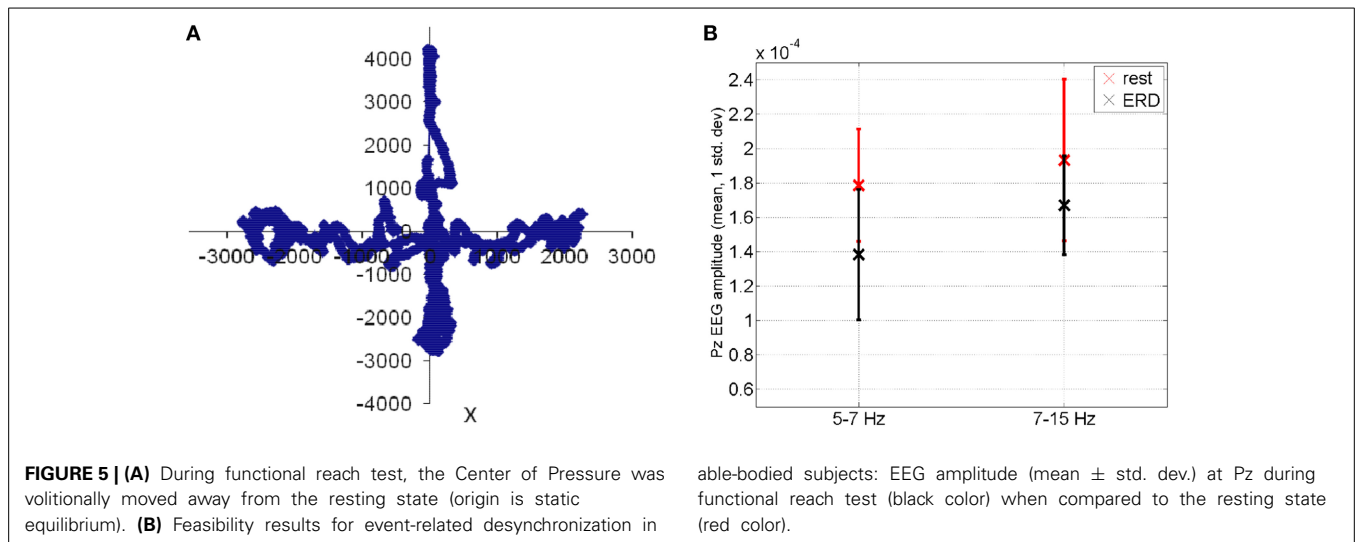 A
4000
3000
2000
1000
0
-3000 -2000 -1000 0 1000 2000 3000
-1000
-2000
-3000
-4000
X
B
x 10-4
rest
ERD
Pz EEG amplitude (mean, 1 std. dev)
2.4
2.2
2
1.8
1.6
1.4
1.2
1
0.8
0.6
5-7 Hz 7-15 Hz
FIGURE 5 | (A) During functional reach test, the Center of Pressure was
volitionally moved away from the resting state (origin is static
equilibrium). (B) Feasibility results for event-related desynchronization in
able-bodied subjects: EEG amplitude (mean ± std. dev.) at Pz during
functional reach test (black color) when compared to the resting state
(red color).